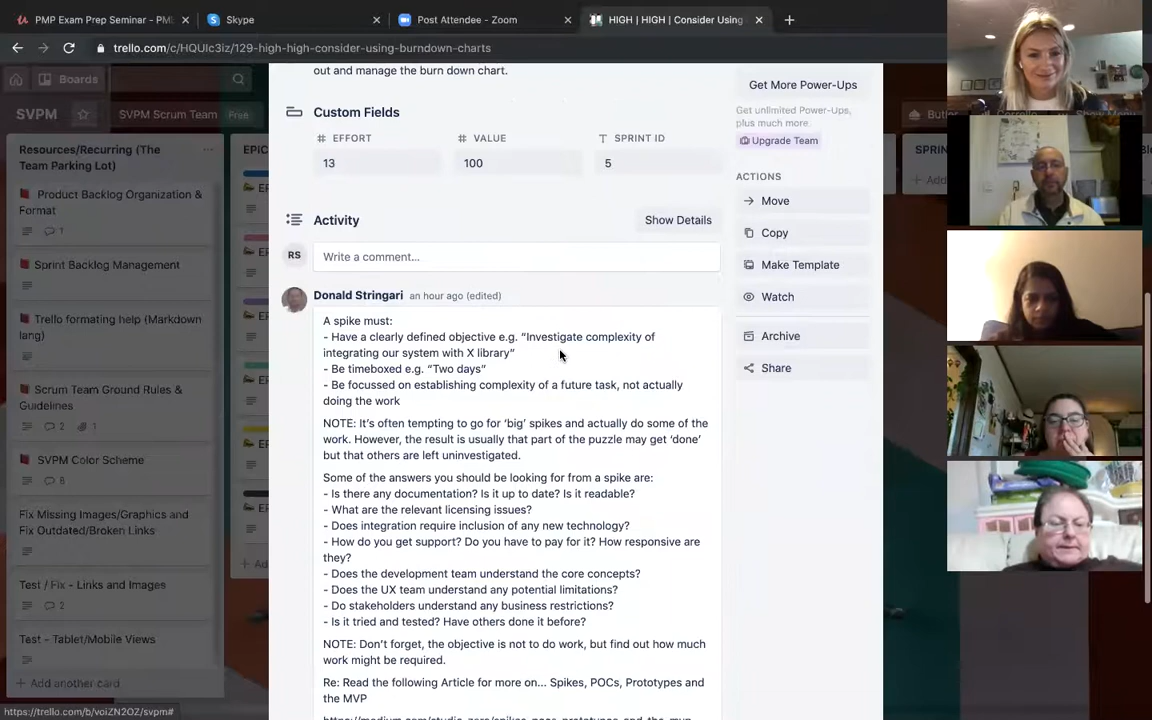 PMP Exam Prep Seminar - PM
Skype
Post Attendee - Zoom
HIGH | HIGH | Consider Using
trello.com/c/HQUIc3iz/129-high-high-consider-using-burndown-charts
Boards
SVPM
SVPM Scrum Team
Free
Resources/Recurring (The
Team Parking Lot)
Product Backlog Organization &
Format
1
Sprint Backlog Management
Trello formating help (Markdown
lang)
Scrum Team Ground Rules &
Guidelines
2
1
SVPM Color Scheme
8
Fix Missing Images/Graphics and
Fix Outdated/Broken Links
Test / Fix - Links and Images
2
Test - Tablet/Mobile Views
+ Add another card
https://trello.com/b/voiZN2OZ/svpm#
EPIC
+ Ad
out and manage the burn down chart.
Custom Fields
EFFORT
VALUE
SPRINT ID
13
100
5
Activity
Show Details
RS
Write a comment...
Donald Stringari an hour ago (edited)
A spike must:
- Have a clearly defined objective e.g. “Investigate complexity of
integrating our system with X library”
- Be timeboxed e.g. “Two days”
- Be focussed on establishing complexity of a future task, not actually
doing the work
NOTE: It’s often tempting to go for ‘big’ spikes and actually do some of the
work. However, the result is usually that part of the puzzle may get ‘done’
but that others are left uninvestigated.
Some of the answers you should be looking for from a spike are:
- Is there any documentation? Is it up to date? Is it readable?
- What are the relevant licensing issues?
- Does integration require inclusion of any new technology?
- How do you get support? Do you have to pay for it? How responsive are
they?
- Does the development team understand the core concepts?
- Does the UX team understand any potential limitations?
- Do stakeholders understand any business restrictions?
- Is it tried and tested? Have others done it before?
NOTE: Don’t forget, the objective is not to do work, but find out how much
work might be required.
Re: Read the following Article for more on... Spikes, POCs, Prototypes and
the MVP
Get More Power-Ups
Get unlimited Power-Ups,
plus much more.
Upgrade Team
ACTIONS
Move
Copy
Make Template
Watch
Archive
Share
SPRIN
+ Add